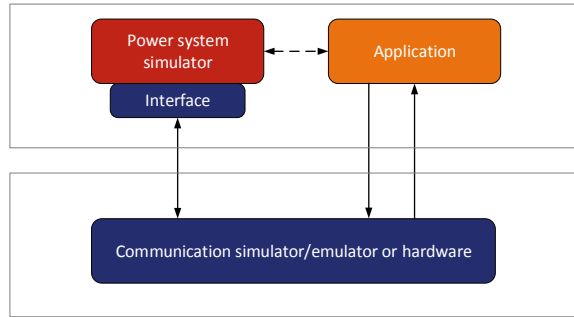 Power system
simulator
Application
Interface
Communication simulator/emulator or hardware